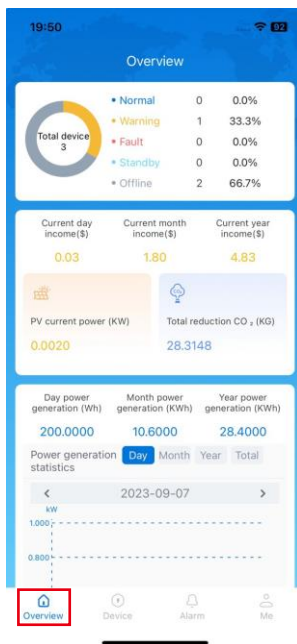 19:50
92
Overview
Total device
3
Normal 0 0.0%
Warning 1 33.3%
Fault 0 0.0%
Standby 0 0.0%
Offline 2 66.7%
Current day income($)
Current month income($)
Current year income($)
0.03 1.80 4.83
PV current power (KW)
Total reduction CO ₂ (KG)
0.0020 28.3148
Day power generation (Wh)
Month power generation (KWh)
Year power generation (KWh)
200.0000 10.6000 28.4000
Power generation statistics
Day Month Year Total
< 2023-09-07 >
kW
1.000
0.800
Overview Device Alarm Me